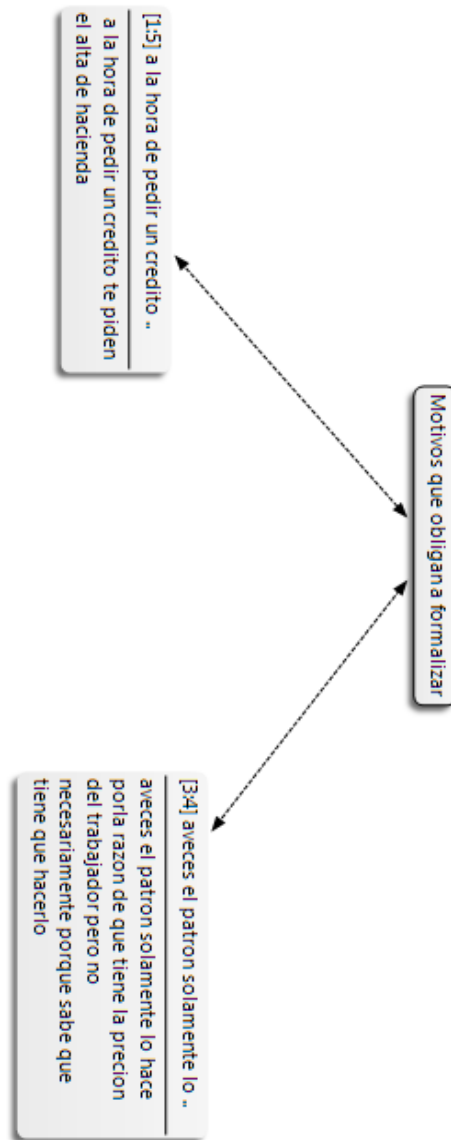 Motivos que obligan a formalizar
[1:5] a la hora de pedir un credito ..
a la hora de pedir un credito te piden
el alta de hacienda
[3:4] aveces el patron solamente lo ..
aveces el patron solamente lo hace
porla razon de que tiene la precion
del trabajador pero no
necesariamente porque sabe que
tiene que hacerlo